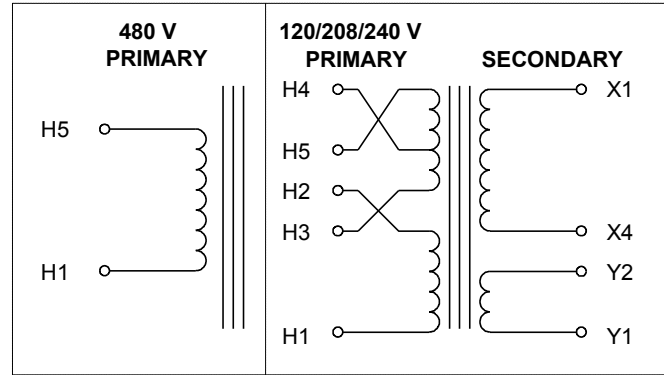 480 V
PRIMARY
H5
H1
120/208/240 V
PRIMARY
SECONDARY
H4
X1
H5
H2
H3
X4
Y2
H1
Y1